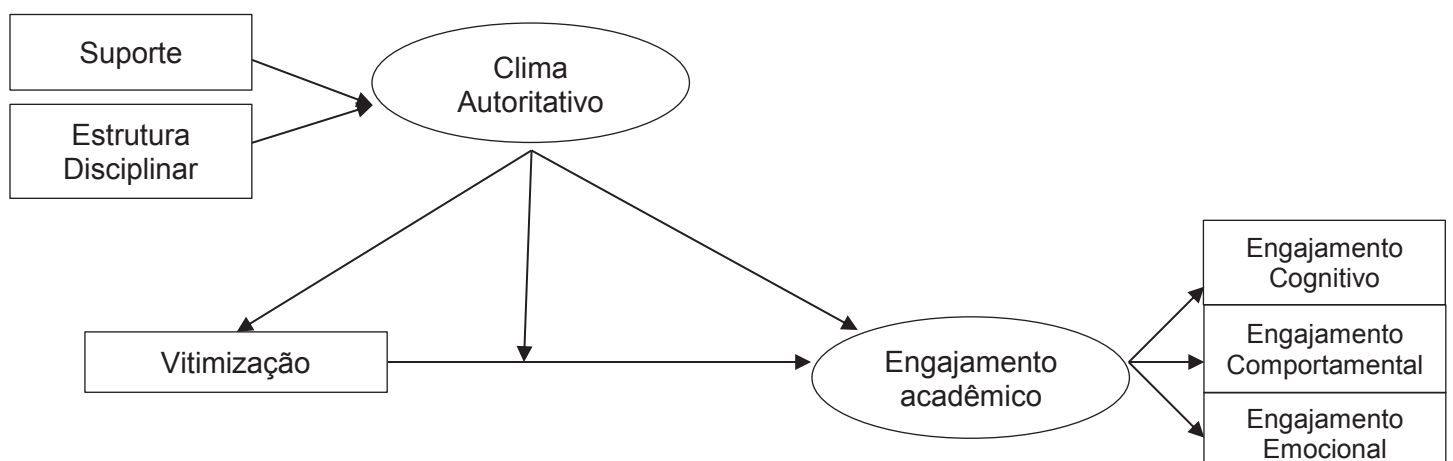 Suporte
Estrutura
Disciplinar
Clima
Autoritativo
Vitimização
Engajamento
acadêmico
Engajamento
Cognitivo
Engajamento
Comportamental
Engajamento
Emocional